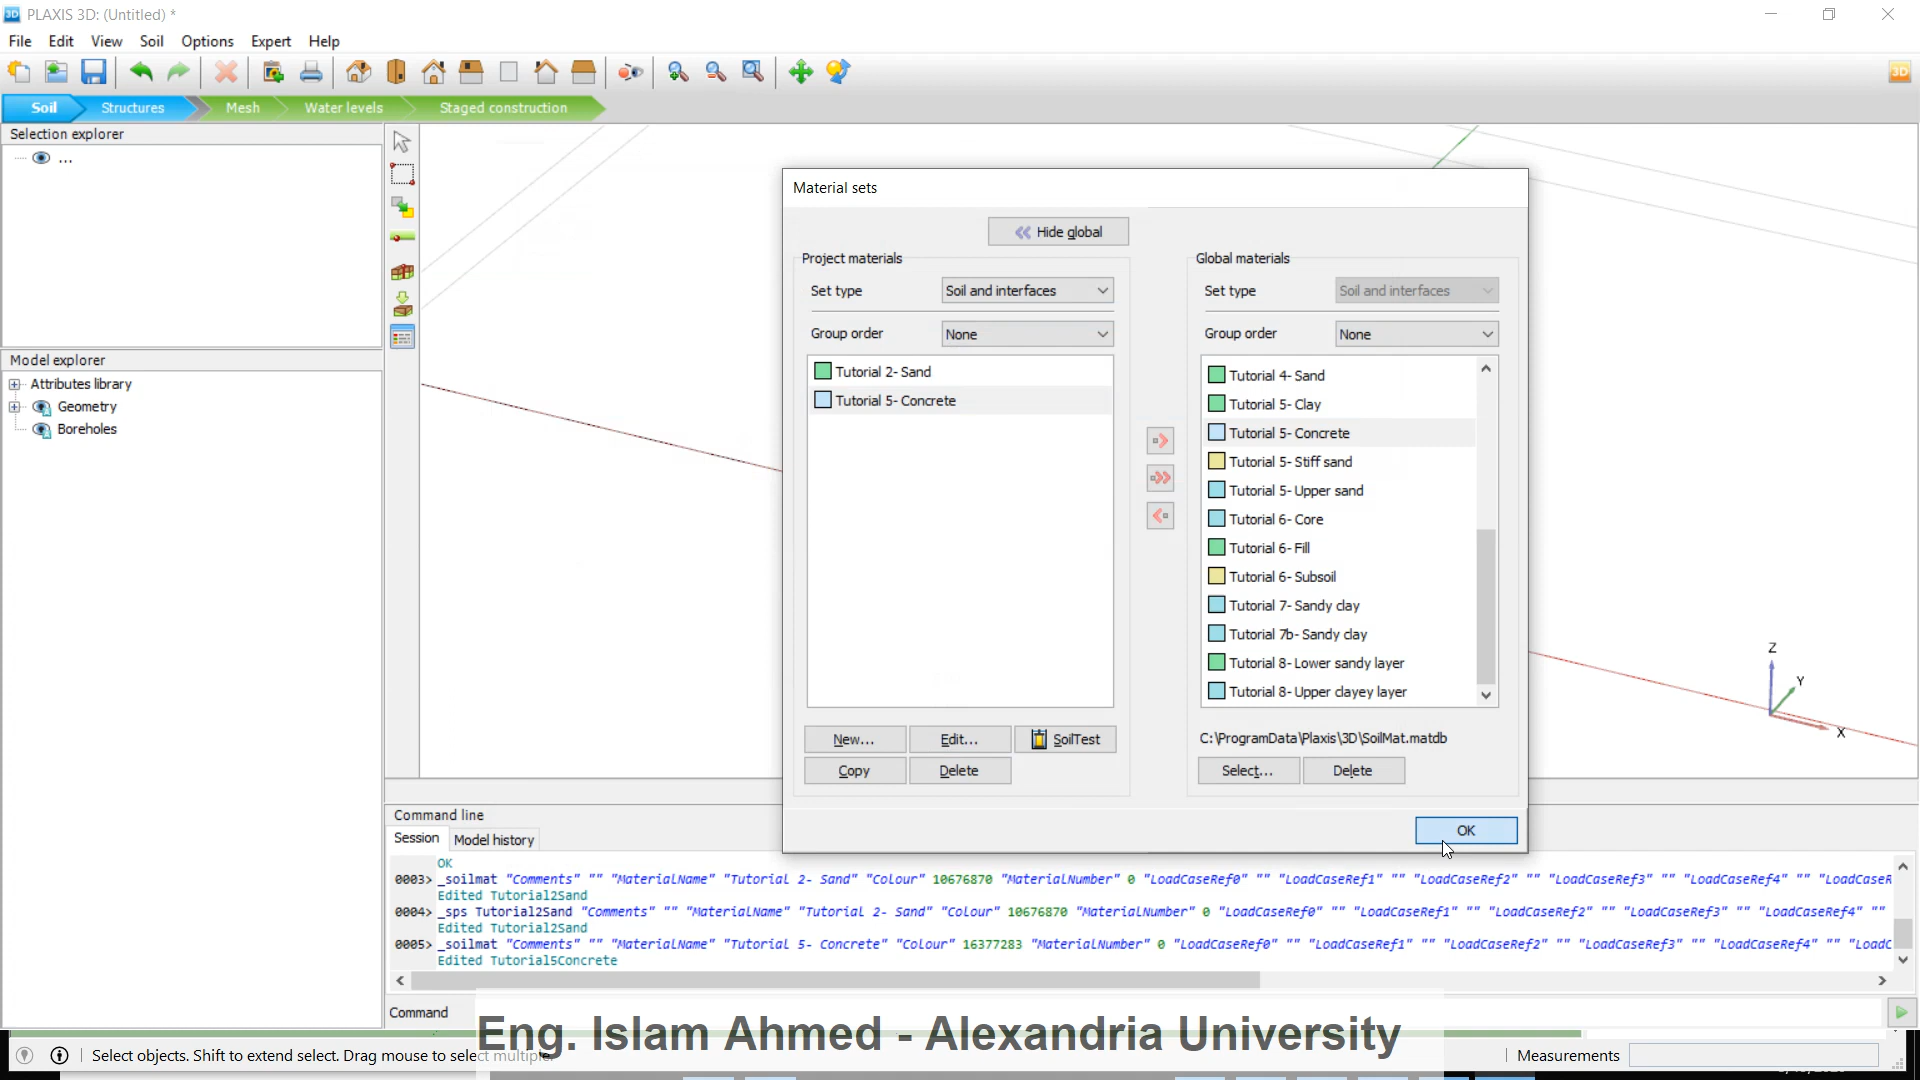 PLAXIS 3D: (Untitled) *
File Edit View Soil Options Expert Help
3D
Soil Structures Mesh Water levels Staged construction
Selection explorer
...
Model explorer
Attributes library
Geometry
Boreholes
Material sets
Hide global
Project materials
Set type Soil and interfaces
Group order None
Tutorial 2- Sand
Tutorial 5- Concrete
New... Edit... SoilTest
Copy Delete
Global materials
Set type Soil and interfaces
Group order None
Tutorial 4- Sand
Tutorial 5- Clay
Tutorial 5- Concrete
Tutorial 5- Stiff sand
Tutorial 5- Upper sand
Tutorial 6- Core
Tutorial 6- Fill
Tutorial 6- Subsoil
Tutorial 7- Sandy clay
Tutorial 7b- Sandy clay
Tutorial 8- Lower sandy layer
Tutorial 8- Upper clayey layer
C:\ProgramData\Plaxis\3D\SoilMat.matdb
Select... Delete
OK
Z
Y
X
Command line
Session Model history
OK
0003> _soilmat "Comments" "" "MaterialName" "Tutorial 2- Sand" "Colour" 10676870 "MaterialNumber" 0 "LoadCaseRef0" "" "LoadCaseRef1" "" "LoadCaseRef2" "" "LoadCaseRef3" "" "LoadCaseRef4" "" "LoadCaseR
Edited Tutorial2Sand
0004> _sps Tutorial2Sand "Comments" "" "MaterialName" "Tutorial 2- Sand" "Colour" 10676870 "MaterialNumber" 0 "LoadCaseRef0" "" "LoadCaseRef1" "" "LoadCaseRef2" "" "LoadCaseRef3" "" "LoadCaseRef4" ""
Edited Tutorial2Sand
0005> _soilmat "Comments" "" "MaterialName" "Tutorial 5- Concrete" "Colour" 16377283 "MaterialNumber" 0 "LoadCaseRef0" "" "LoadCaseRef1" "" "LoadCaseRef2" "" "LoadCaseRef3" "" "LoadCaseRef4" "" "LoadC
Edited Tutorial5Concrete
Command
Eng. Islam Ahmed - Alexandria University
Select objects. Shift to extend select. Drag mouse to select multiple.
Measurements